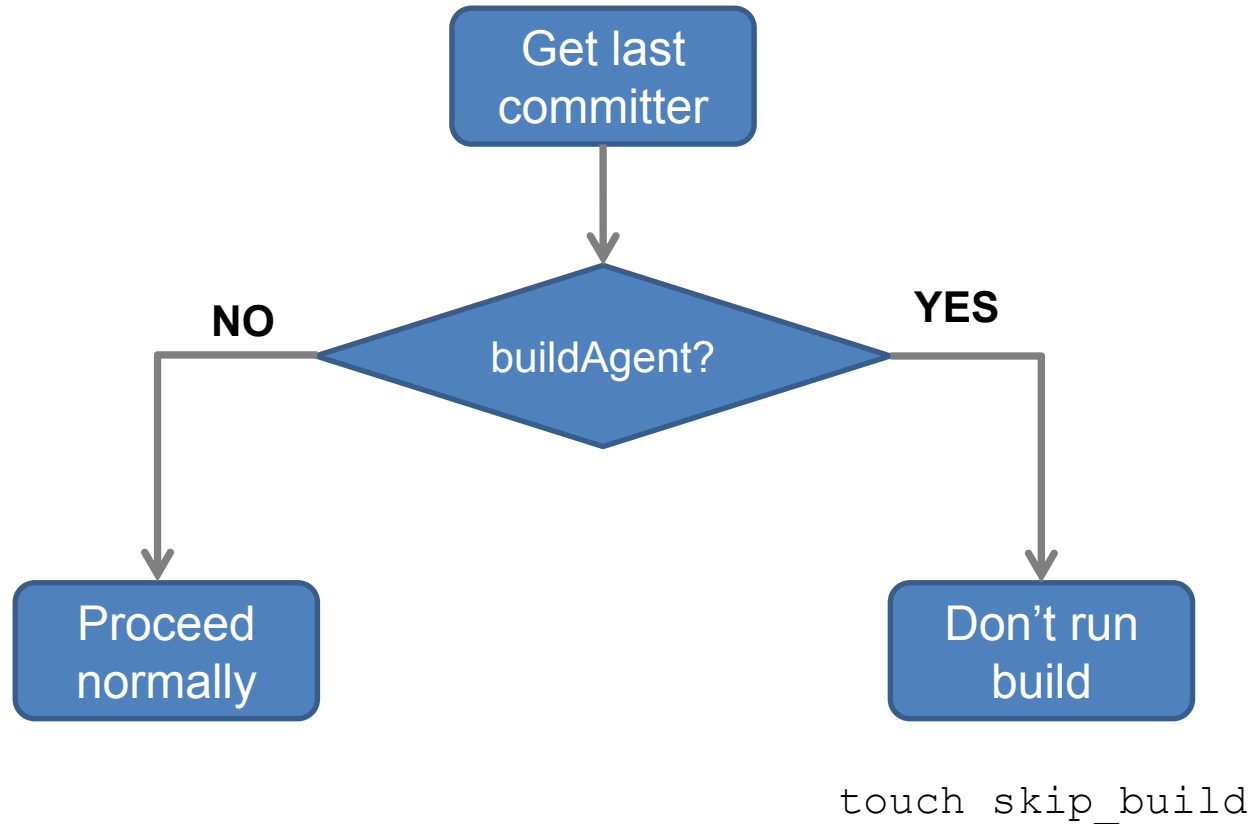 Get last
committer
NO
YES
buildAgent?
Proceed
normally
Don’t run
build
touch skip_build